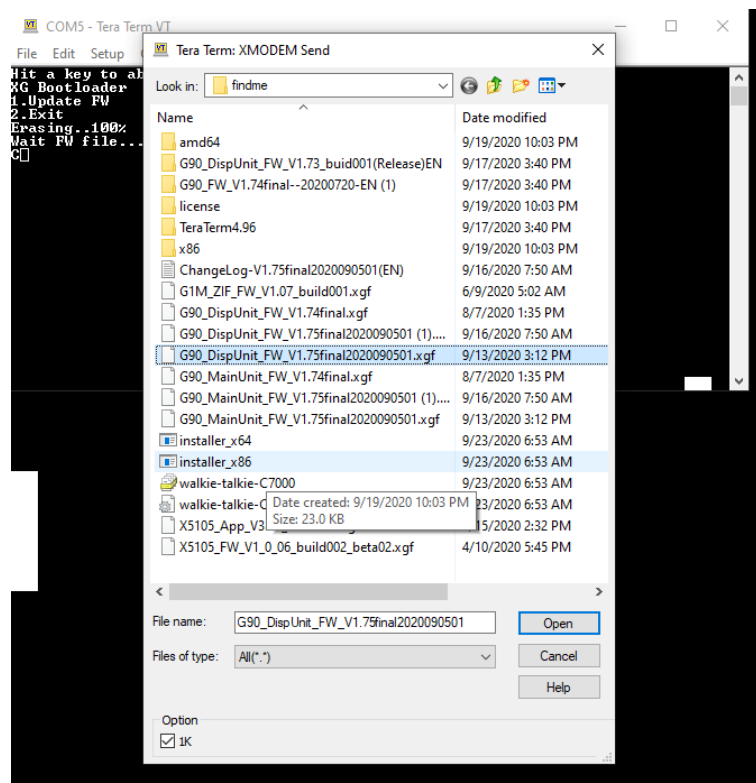 COM5 - Tera Term VT
File Edit Setup
Hit a key to ab
XG Bootloader
1.Update FW
2.Exit
Erasing..100%
Wait FW file...
C
Tera Term: XMODEM Send
Look in: findme
Name Date modified
amd64 9/19/2020 10:03 PM
G90_DispUnit_FW_V1.73_buid001(Release)EN 9/17/2020 3:40 PM
G90_FW_V1.74final--20200720-EN (1) 9/17/2020 3:40 PM
license 9/19/2020 10:03 PM
TeraTerm4.96 9/17/2020 3:40 PM
x86 9/19/2020 10:03 PM
ChangeLog-V1.75final2020090501(EN) 9/16/2020 7:50 AM
G1M_ZIF_FW_V1.07_build001.xgf 6/9/2020 5:02 AM
G90_DispUnit_FW_V1.74final.xgf 8/7/2020 1:35 PM
G90_DispUnit_FW_V1.75final2020090501 (1).... 9/16/2020 7:50 AM
G90_DispUnit_FW_V1.75final2020090501.xgf 9/13/2020 3:12 PM
G90_MainUnit_FW_V1.74final.xgf 8/7/2020 1:35 PM
G90_MainUnit_FW_V1.75final2020090501 (1).... 9/16/2020 7:50 AM
G90_MainUnit_FW_V1.75final2020090501.xgf 9/13/2020 3:12 PM
installer_x64 9/23/2020 6:53 AM
installer_x86 9/23/2020 6:53 AM
walkie-talkie-C7000 9/23/2020 6:53 AM
walkie-talkie-C 23/2020 6:53 AM
Date created: 9/19/2020 10:03 PM
Size: 23.0 KB
X5105_App_V3 15/2020 2:32 PM
X5105_FW_V1_0_06_build002_beta02.xgf 4/10/2020 5:45 PM
File name: G90_DispUnit_FW_V1.75final2020090501 Open
Files of type: All(*.*) Cancel
Help
Option
1K